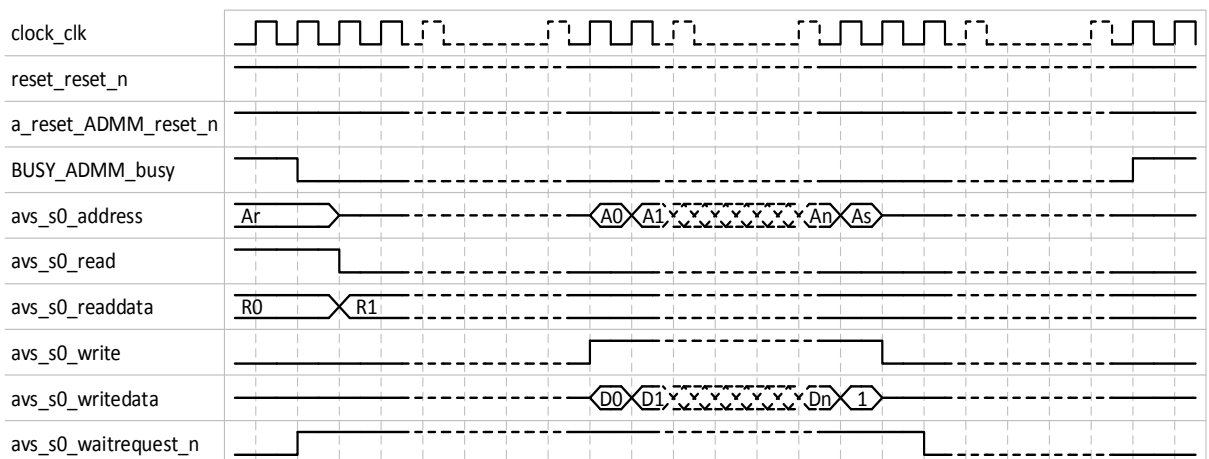 clock_clk
reset_reset_n
a_reset_ADMM_reset_n
BUSY_ADMM_busy
avs_s0_address Ar A0 A1 An As
avs_s0_read
avs_s0_readdata R0 R1
avs_s0_write
avs_s0_writedata D0 D1 Dn 1
avs_s0_waitrequest_n